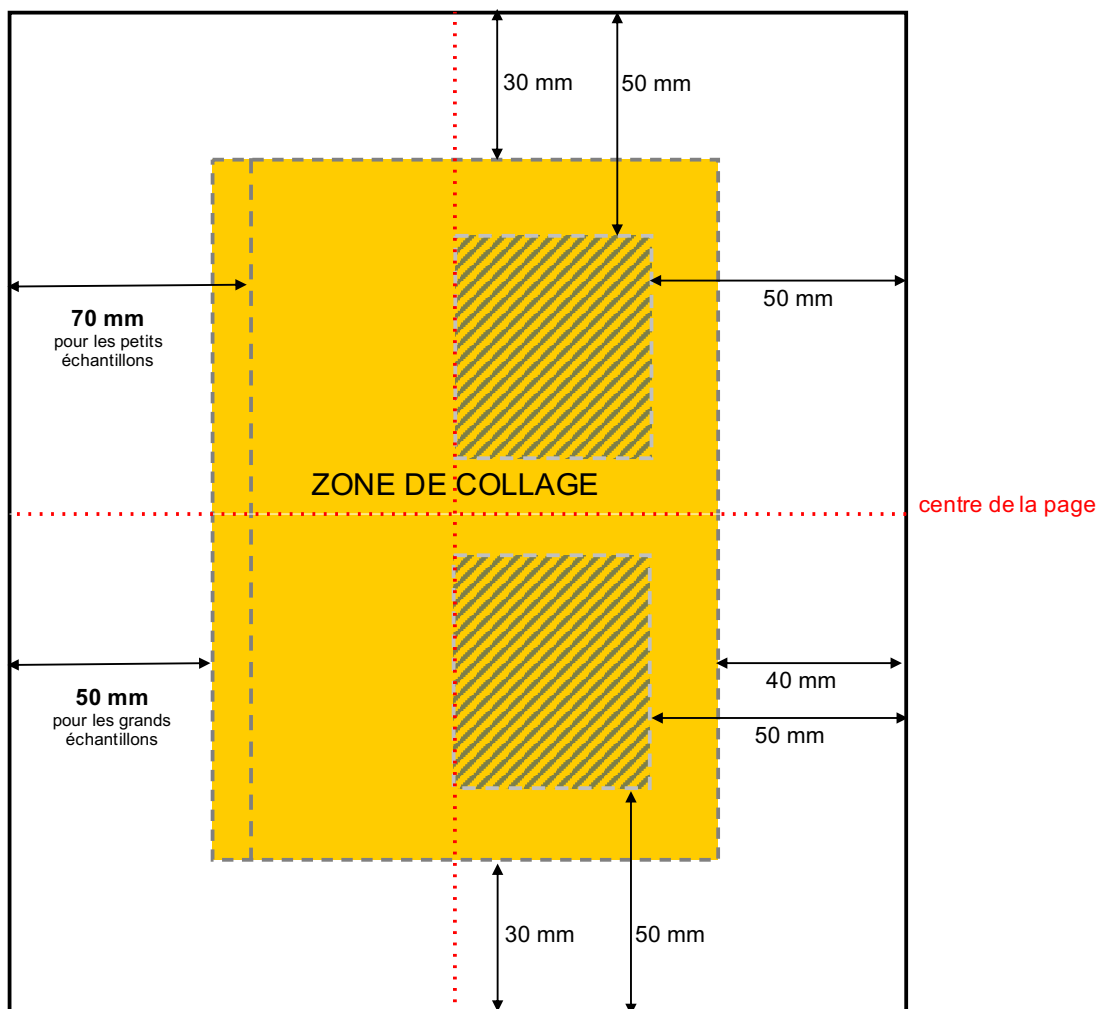 30 mm
50 mm
50 mm
70 mm
pour les petits
échantillons
ZONE DE COLLAGE
centre de la page
50 mm
pour les grands
échantillons
40 mm
50 mm
30 mm
50 mm